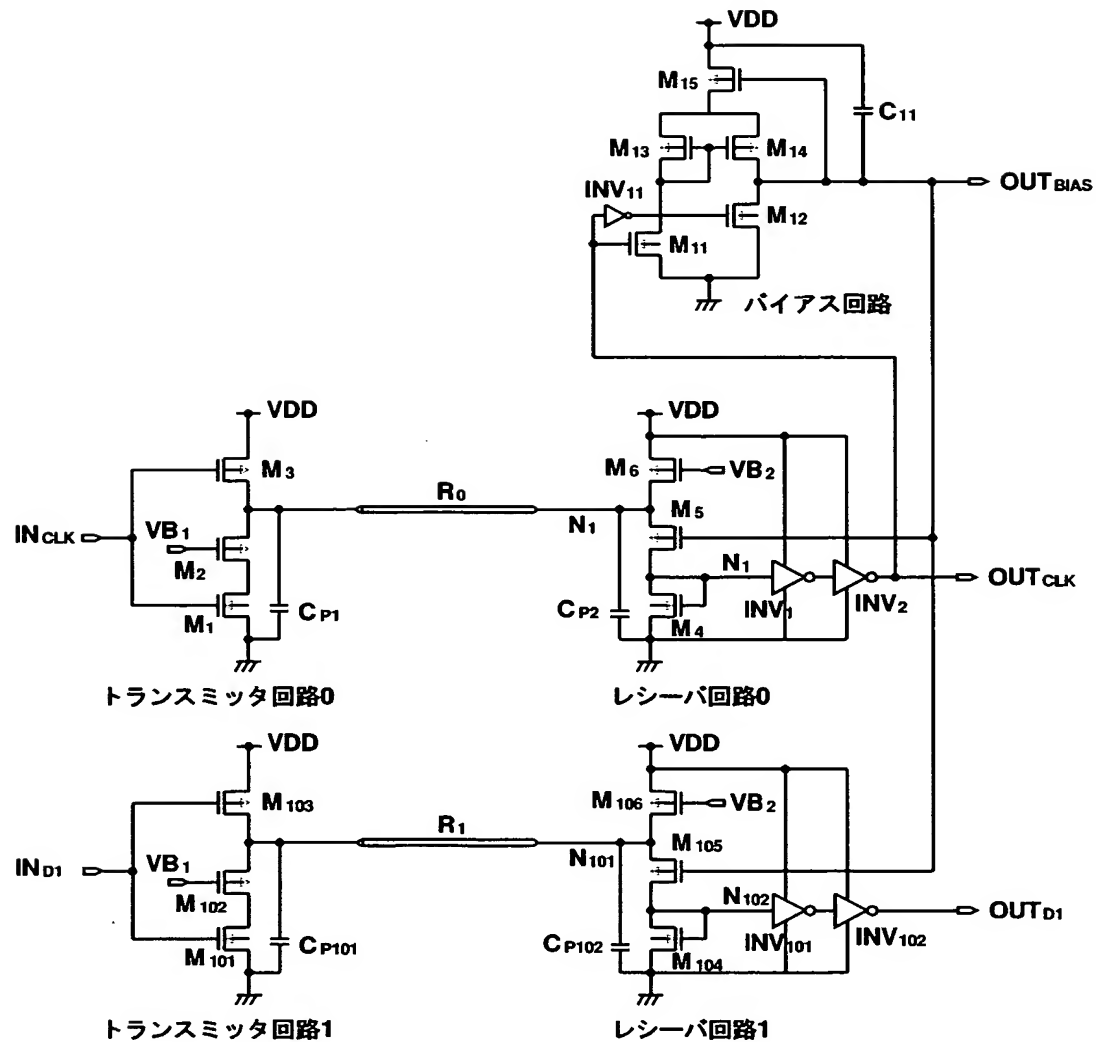 VDD
M15
C11
M13
M14
OUTBIAS
INV11
M12
M11
バイアス回路
VDD
VDD
M3
M6
VB2
R0
N1
M5
INCLK
VB1
M2
N1
OUTCLK
M1
CP1
CP2
M4
INV1
INV2
トランスミッタ回路0
レシーバ回路0
VDD
VDD
M103
M106
VB2
R1
N101
M105
IND1
VB1
M102
N102
OUTD1
M101
CP101
CP102
M104
INV101
INV102
トランスミッタ回路1
レシーバ回路1